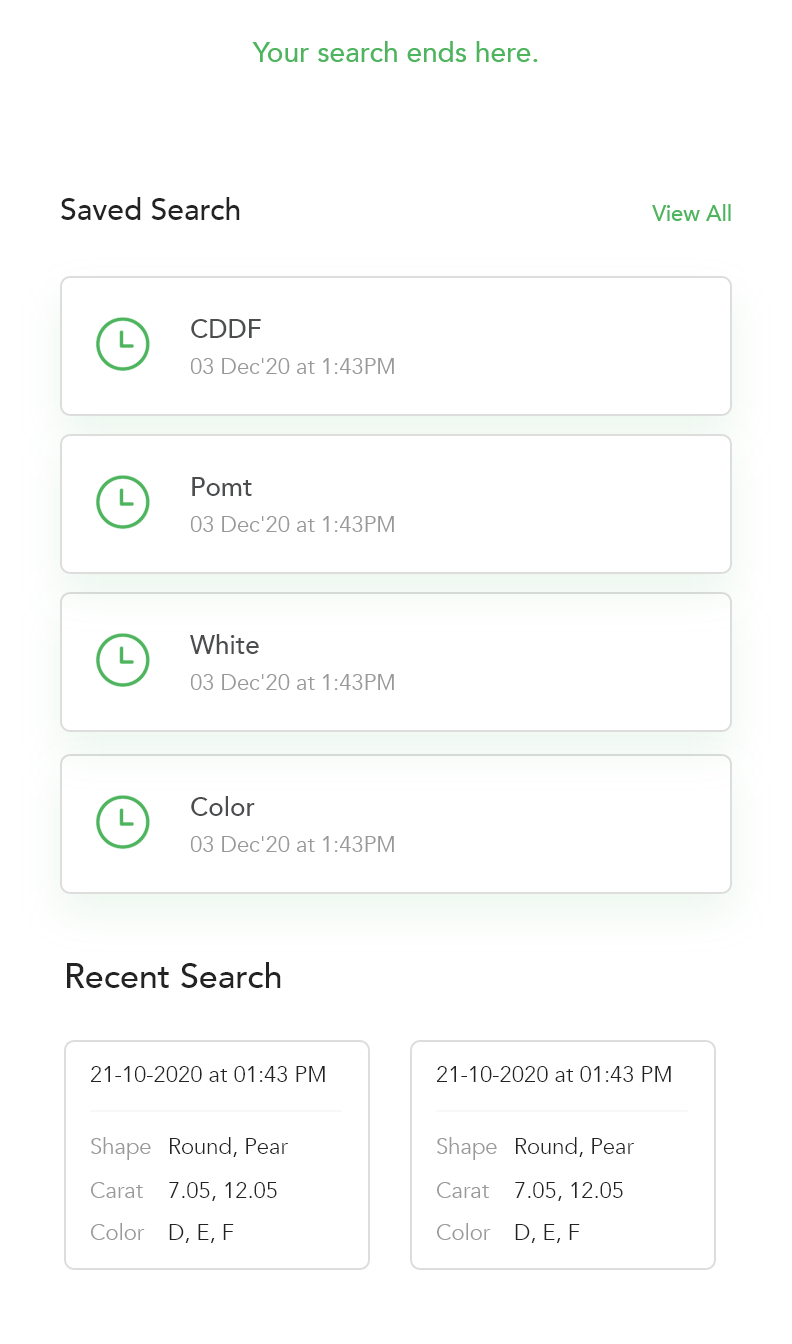 Your search ends here.
Saved Search
View All
CDDF
03 Dec'20 at 1:43PM
Pomt
03 Dec'20 at 1:43PM
White
03 Dec'20 at 1:43PM
Color
03 Dec'20 at 1:43PM
Recent Search
21-10-2020 at 01:43 PM
Shape Round, Pear
Carat 7.05, 12.05
Color D, E, F
21-10-2020 at 01:43 PM
Shape Round, Pear
Carat 7.05, 12.05
Color D, E, F